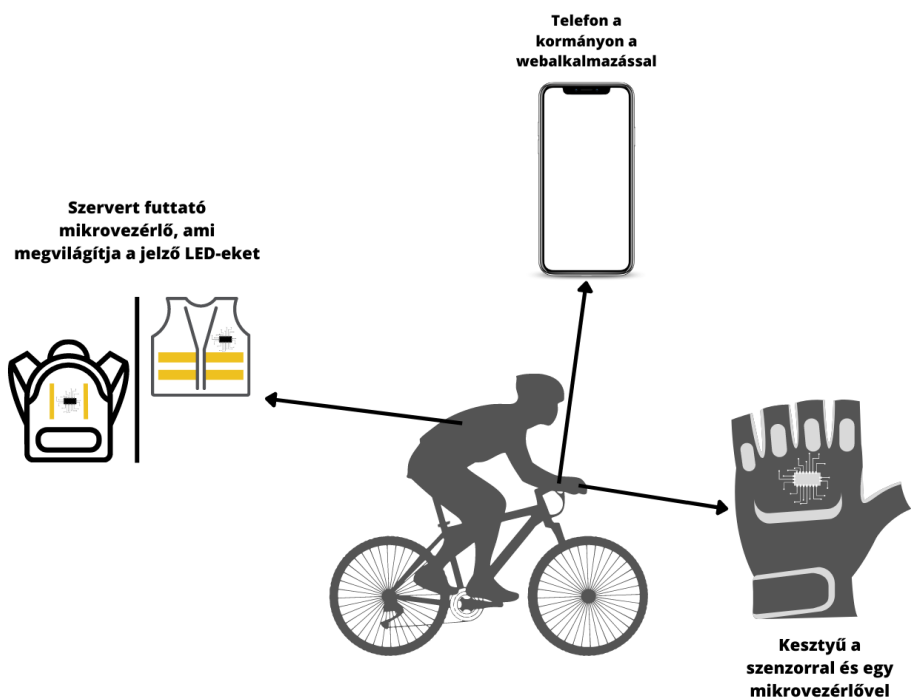 Telefon a
kormányon a
webalkalmazással
Szervert futtató
mikrovezérlő, ami
megvilágítja a jelző LED-eket
Kesztyű a
szenzorral és egy
mikrovezérlővel